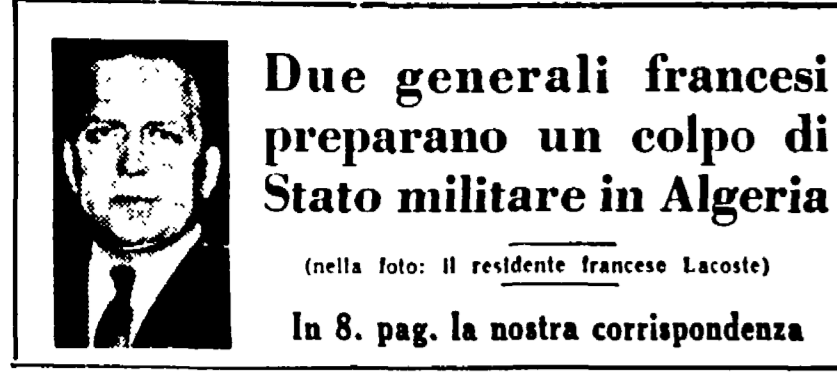 Due generali francesi
preparano un colpo di
Stato militare in Algeria
(nella foto: Il residente francese Lacoste)
In 8. pag. la nostra corrispondenza